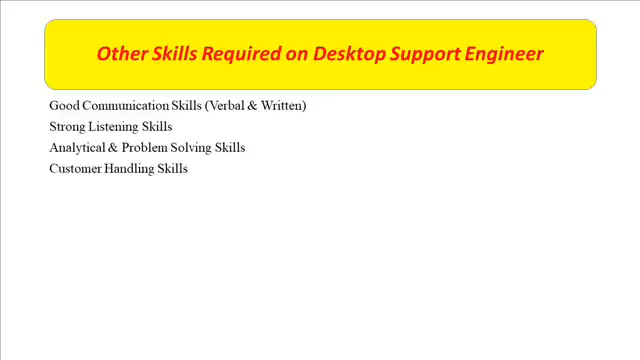 Other Skills Required on Desktop Support Engineer
Good Communication Skills (Verbal & Written)
Strong Listening Skills
Analytical & Problem Solving Skills
Customer Handling Skills